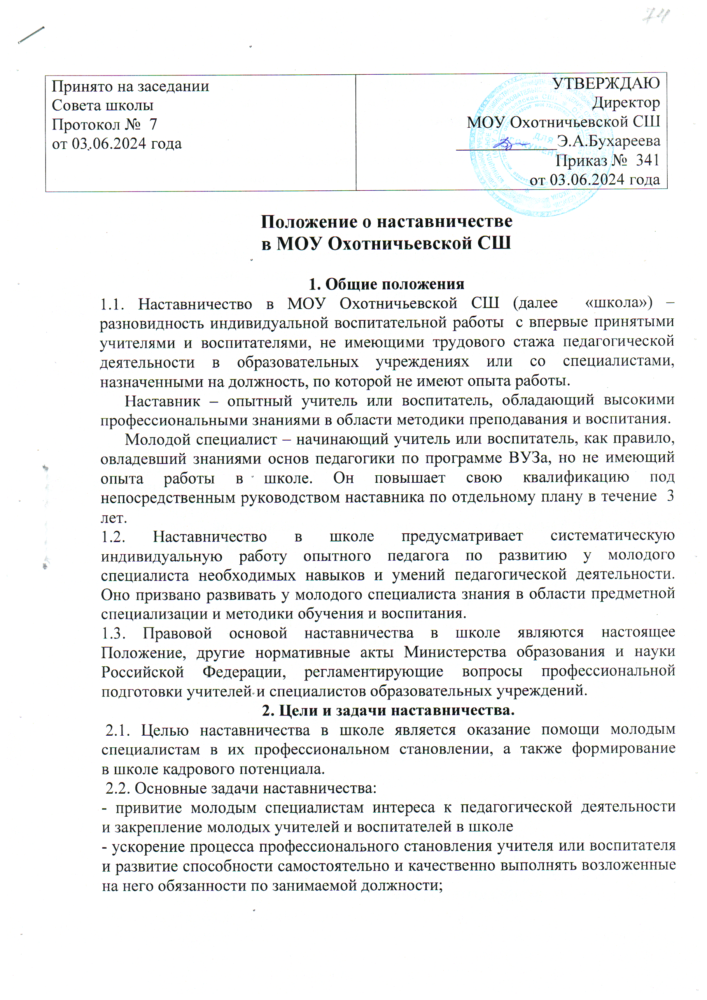 74
Принято на заседании
Совета школы
Протокол № 7
от 03.06.2024 года
УТВЕРЖДАЮ
Директор
МОУ Охотничьевской СШ
____________Э.А.Бухареева
Приказ № 341
от 03.06.2024 года
ДЛЯ
ДОКУМЕНТОВ
Положение о наставничестве
в МОУ Охотничьевской СШ
1. Общие положения
1.1. Наставничество в МОУ Охотничьевской СШ (далее «школа») –
разновидность индивидуальной воспитательной работы с впервые принятыми
учителями и воспитателями, не имеющими трудового стажа педагогической
деятельности в образовательных учреждениях или со специалистами,
назначенными на должность, по которой не имеют опыта работы.
Наставник – опытный учитель или воспитатель, обладающий высокими
профессиональными знаниями в области методики преподавания и воспитания.
Молодой специалист – начинающий учитель или воспитатель, как правило,
овладевший знаниями основ педагогики по программе ВУЗа, но не имеющий
опыта работы в школе. Он повышает свою квалификацию под
непосредственным руководством наставника по отдельному плану в течение 3
лет.
1.2. Наставничество в школе предусматривает систематическую
индивидуальную работу опытного педагога по развитию у молодого
специалиста необходимых навыков и умений педагогической деятельности.
Оно призвано развивать у молодого специалиста знания в области предметной
специализации и методики обучения и воспитания.
1.3. Правовой основой наставничества в школе являются настоящее
Положение, другие нормативные акты Министерства образования и науки
Российской Федерации, регламентирующие вопросы профессиональной
подготовки учителей и специалистов образовательных учреждений.
2. Цели и задачи наставничества.
2.1. Целью наставничества в школе является оказание помощи молодым
специалистам в их профессиональном становлении, а также формирование
в школе кадрового потенциала.
2.2. Основные задачи наставничества:
- привитие молодым специалистам интереса к педагогической деятельности
и закрепление молодых учителей и воспитателей в школе
- ускорение процесса профессионального становления учителя или воспитателя
и развитие способности самостоятельно и качественно выполнять возложенные
на него обязанности по занимаемой должности;